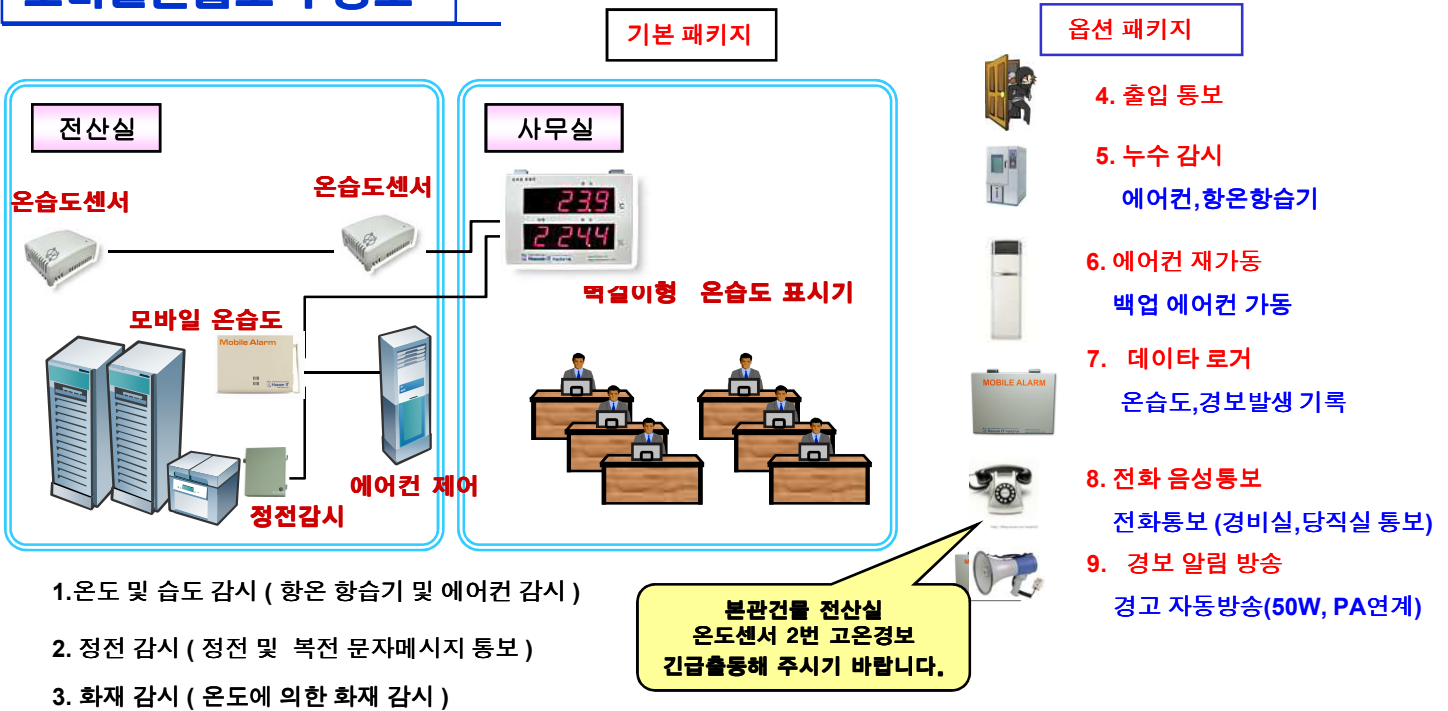 기본 패키지
옵션 패키지
전산실
사무실
온습도센서
온습도센서
23.9
224.4
벽걸이형 온습도 표시기
모바일 온습도
Mobile Alarm
에어컨 제어
정전감시
1.온도 및 습도 감시 ( 항온 항습기 및 에어컨 감시 )
2. 정전 감시 ( 정전 및 복전 문자메시지 통보 )
3. 화재 감시 ( 온도에 의한 화재 감시 )
본관건물 전산실
온도센서 2번 고온경보
긴급출동해 주시기 바랍니다.
4. 출입 통보
5. 누수 감시
에어컨,항온항습기
6. 에어컨 재가동
백업 에어컨 가동
7. 데이타 로거
MOBILE ALARM
온습도,경보발생 기록
8. 전화 음성통보
전화통보 (경비실,당직실 통보)
9. 경보 알림 방송
경고 자동방송(50W, PA연계)